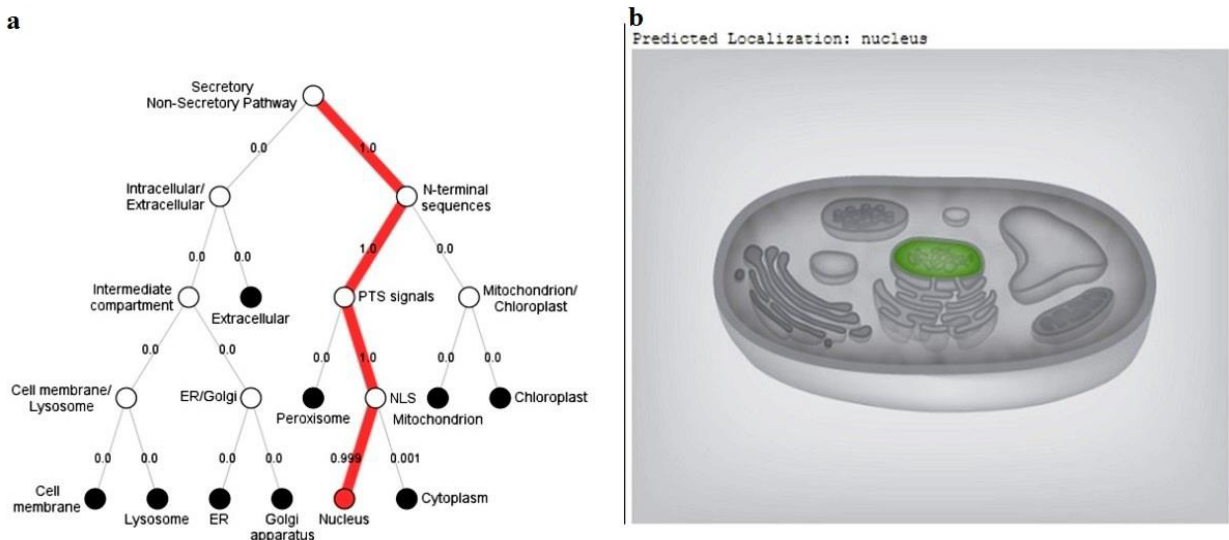 a
Secretory
Non-Secretory Pathway
0.0
1.0
Intracellular/
Extracellular
N-terminal
sequences
0.0
0.0
1.0
0.0
Intermediate
compartment
Extracellular
PTS signals
Mitochondrion/
Chloroplast
0.0
0.0
0.0
1.0
0.0
0.0
Cell membrane/
Lysosome
ER/Golgi
Peroxisome
NLS
Mitochondrion
Chloroplast
0.0
0.0
0.0
0.0
0.999
0.001
Cell
membrane
Lysosome
ER
Golgi
apparatus
Nucleus
Cytoplasm
b
Predicted Localization: nucleus